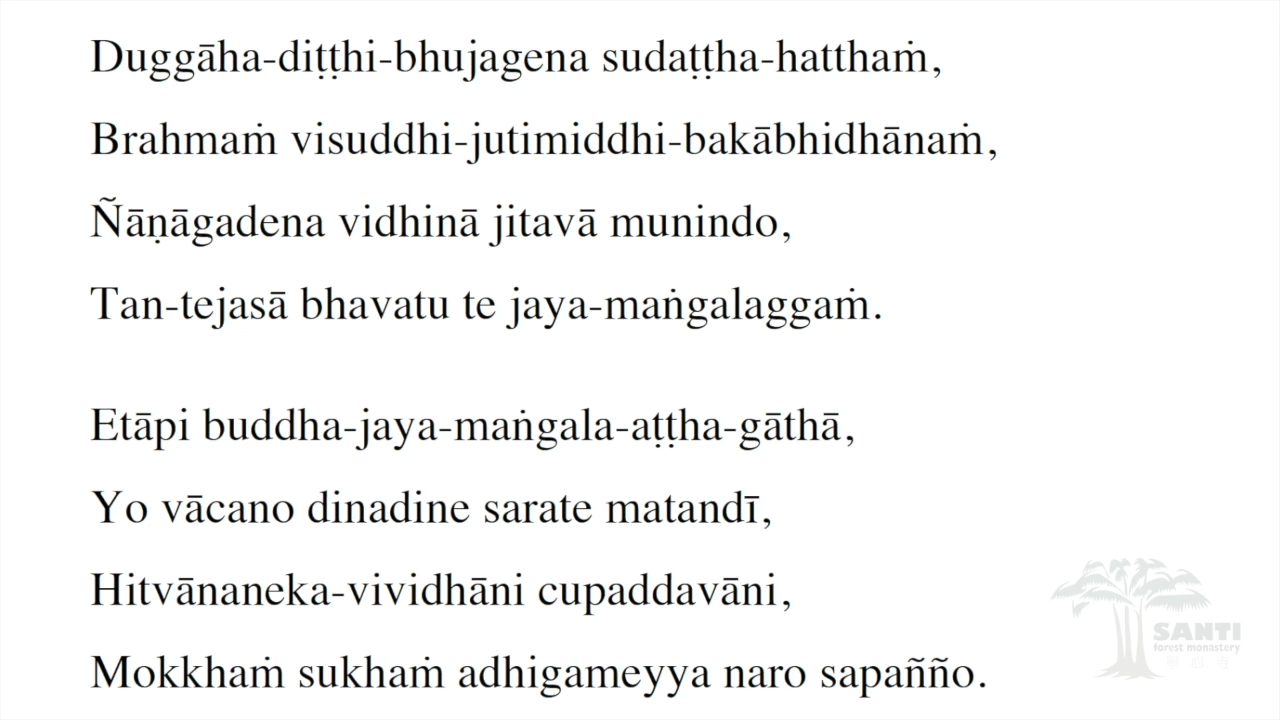 Duggāha-diṭṭhi-bhujagena sudaṭṭha-hatthaṁ,
Brahmaṁ visuddhi-jutimiddhi-bakābhidhānaṁ,
Ñāṇāgadena vidhinā jitavā munindo,
Tan-tejasā bhavatu te jaya-maṅgalaggaṁ.
Etāpi buddha-jaya-maṅgala-aṭṭha-gāthā,
Yo vācano dinadine sarate matandī,
Hitvānaneka-vividhāni cupaddavāni,
Mokkhaṁ sukhaṁ adhigameyya naro sapañño.
SANTI
forest monastery